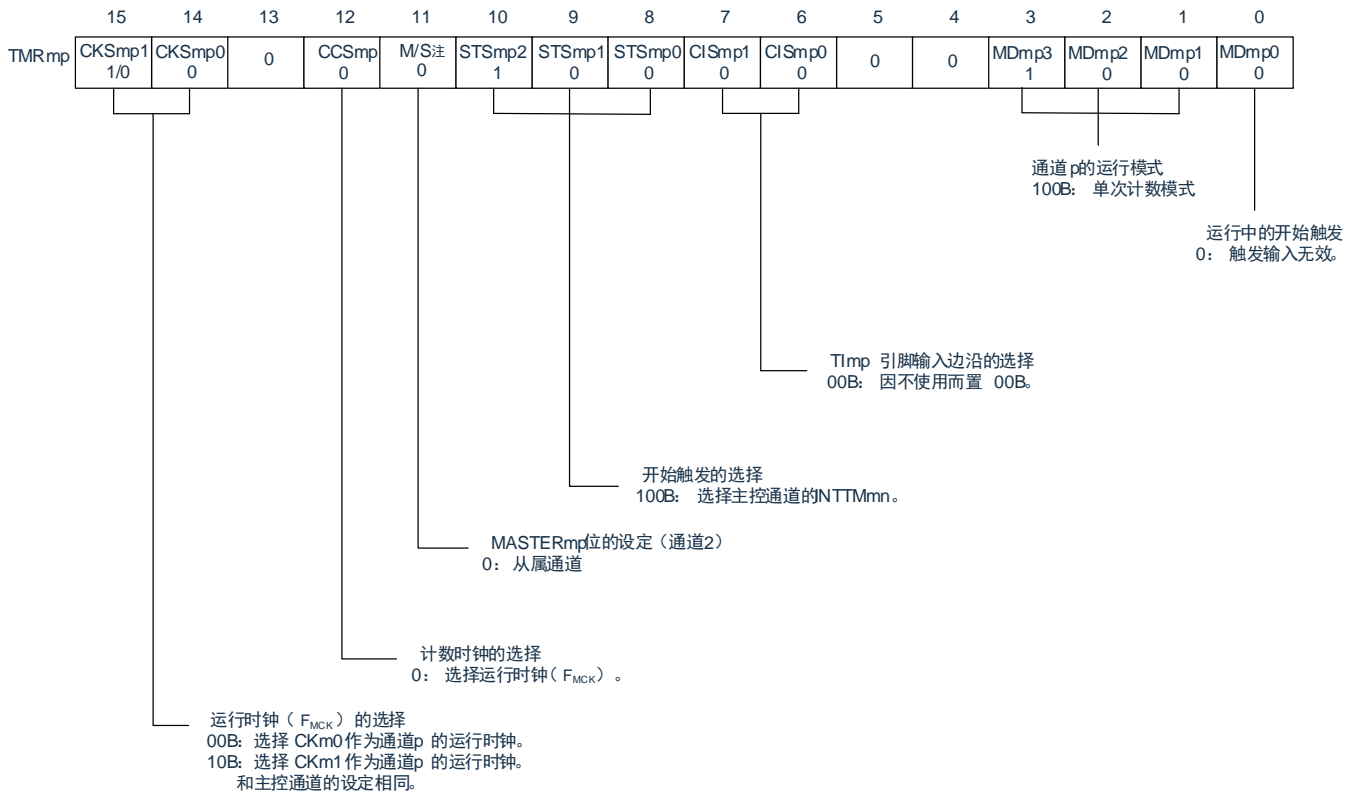 15 14 13 12 11 10 9 8 7 6 5 4 3 2 1 0
TMRmp CKSmp1 CKSmp0 0 CCSmp M/S注 STSmp2 STSmp1 STSmp0 CISmp1 CISmp0 0 0 MDmp3 MDmp2 MDmp1 MDmp0
1/0 0 0 0 1 0 0 0 0 1 0 0 0
通道p的运行模式
100B: 单次计数模式
运行中的开始触发
0: 触发输入无效。
TImp 引脚输入边沿的选择
00B: 因不使用而置 00B。
开始触发的选择
100B: 选择主控通道的INTTMmn。
MASTERmp位的设定（通道2）
0: 从属通道
计数时钟的选择
0: 选择运行时钟（FMCK）。
运行时钟（FMCK）的选择
00B: 选择 CKm0作为通道p 的运行时钟。
10B: 选择 CKm1作为通道p 的运行时钟。
和主控通道的设定相同。